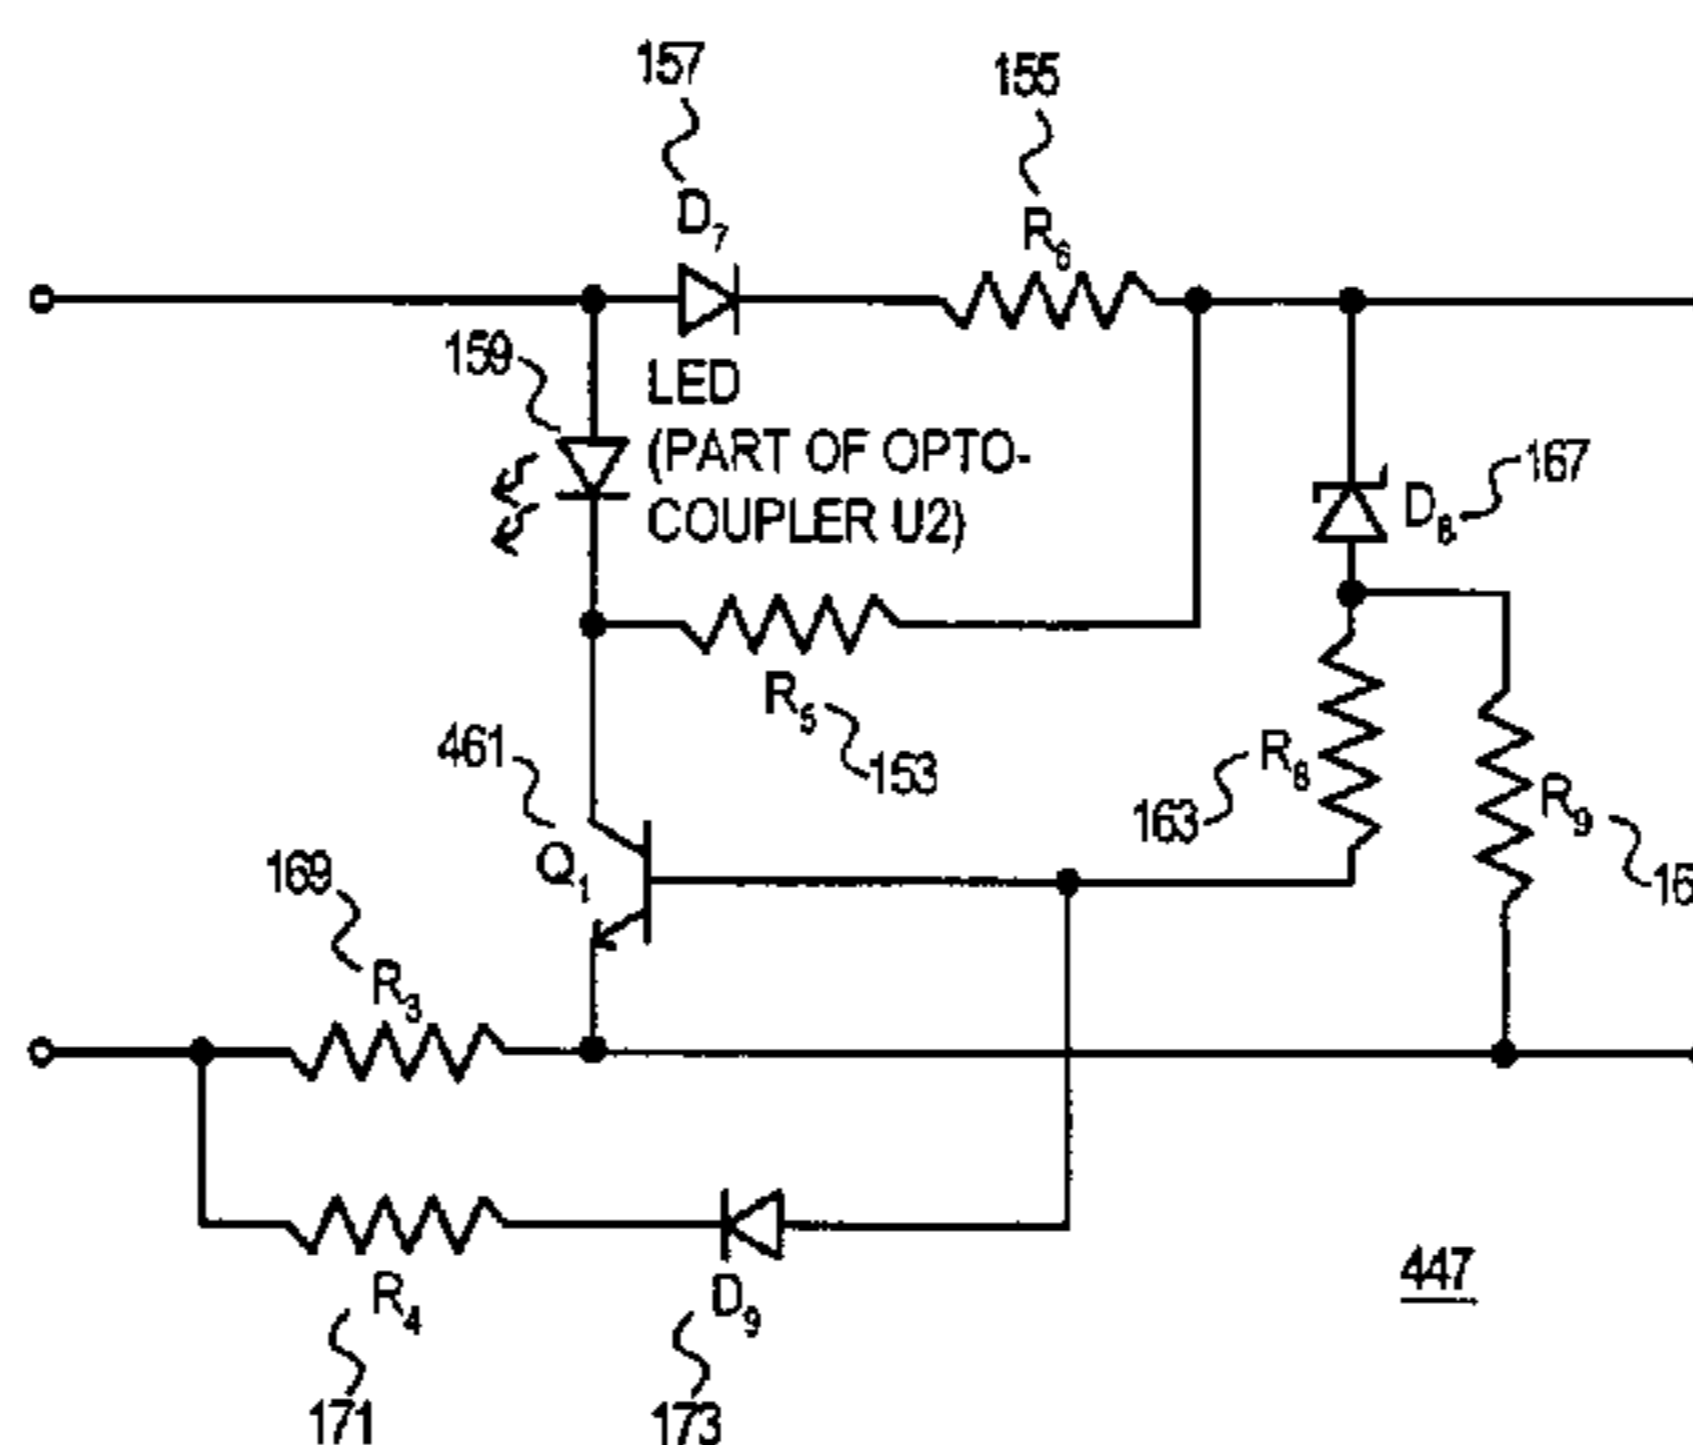 157
155
D7
R6
159
LED
(PART OF OPTO-
COUPLER U2)
167
D8
R5
153
461
Q1
163
R8
R9
16
169
R3
R4
D9
171
173
447